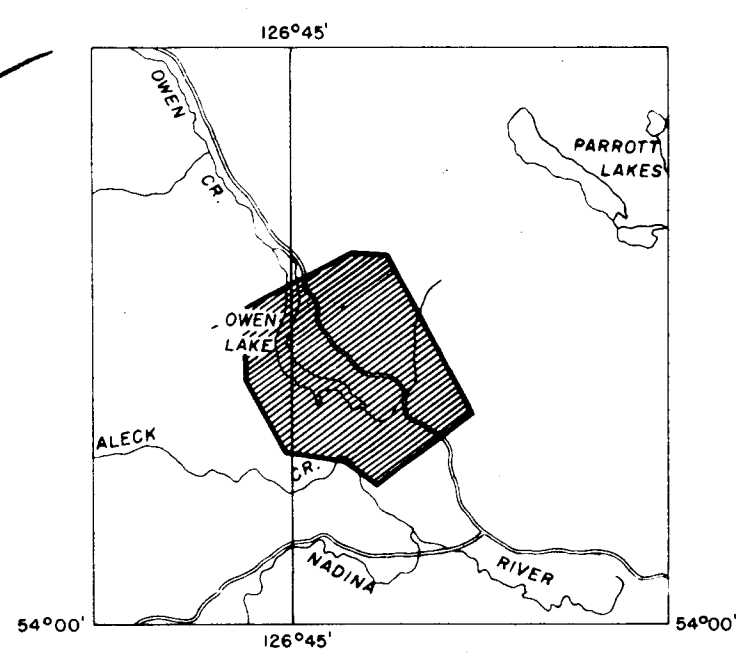 126°45'
OWEN
CR.
PARROTT
LAKES
OWEN
LAKE
ALECK
CR.
NADINA
RIVER
54°00'
54°00'
126°45'